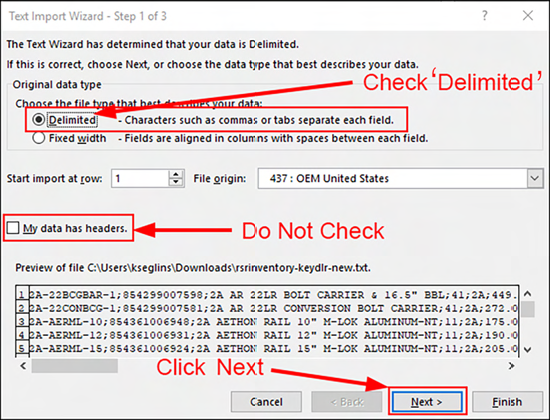 Text Import Wizard - Step 1 of 3
The Text Wizard has determined that your data is Delimited.
If this is correct, choose Next, or choose the data type that best describes your data.
Original data type
Check ‘Delimited’
Choose the file type that best describes your data:
Delimited - Characters such as commas or tabs separate each field.
Fixed width - Fields are aligned in columns with spaces between each field.
Start import at row: 1 File origin: 437 : OEM United States
My data has headers. Do Not Check
Preview of file C:\Users\kseglins\Downloads\rsrinventory-keydlr-new.txt.
1 2A-22BCGBAR-1;854299007598;2A AR 22LR BOLT CARRIER & 16.5" BBL;41;2A;449.0
2 2A-22CONBCG-1;854299007581;2A 22LR CONVERSION BOLT CARRIER;41;2A;272.0
3 2A-AERML-10;854361006948;2A AETHON RAIL 10" M-LOK ALUMINUM-NT;11;2A;175.0
4 2A-AERML-12;854361006931;2A AETHON RAIL 12" M-LOK ALUMINUM-NT;11;2A;190.0
5 2A-AERML-15;854361006924;2A AETHON RAIL 15" M-LOK ALUMINUM-NT;11;2A;205.0
Click Next
Cancel < Back Next > Finish